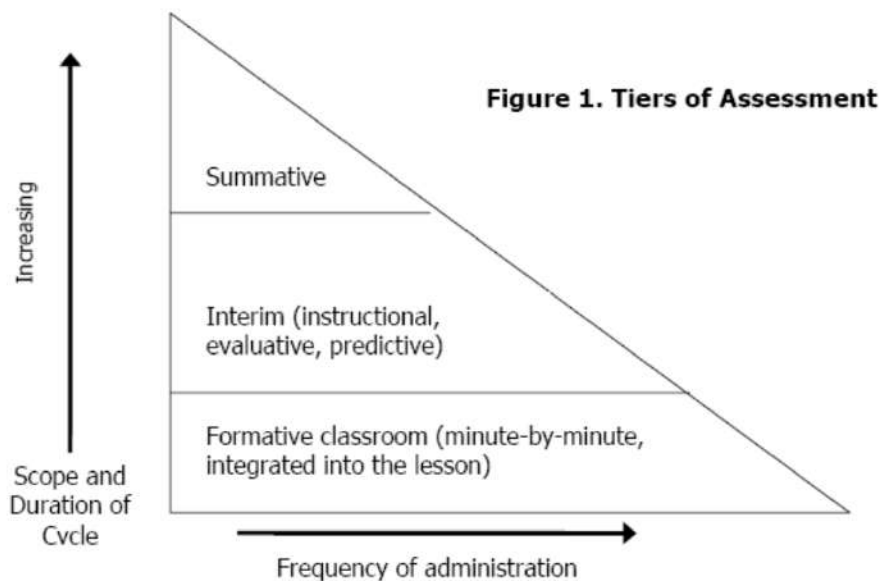 Figure 1. Tiers of Assessment
Increasing
Summative
Interim (instructional,
evaluative, predictive)
Formative classroom (minute-by-minute,
integrated into the lesson)
Scope and
Duration of
Cycle
Frequency of administration